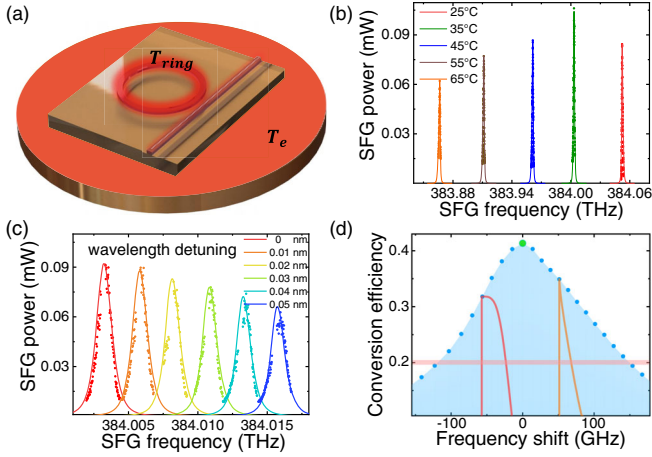 (a)
T_ring
T_e
(b)
SFG power (mW)
0.09
0.06
0.03
25°C
35°C
45°C
55°C
65°C
383.88
383.94
384.00
384.06
SFG frequency (THz)
(c)
wavelength detuning
0 nm
0.01 nm
0.02 nm
0.03 nm
0.04 nm
0.05 nm
SFG power (mW)
0.09
0.06
0.03
384.005
384.010
384.015
SFG frequency (THz)
(d)
Conversion efficiency
0.4
0.3
0.2
-100
0
100
Frequency shift (GHz)